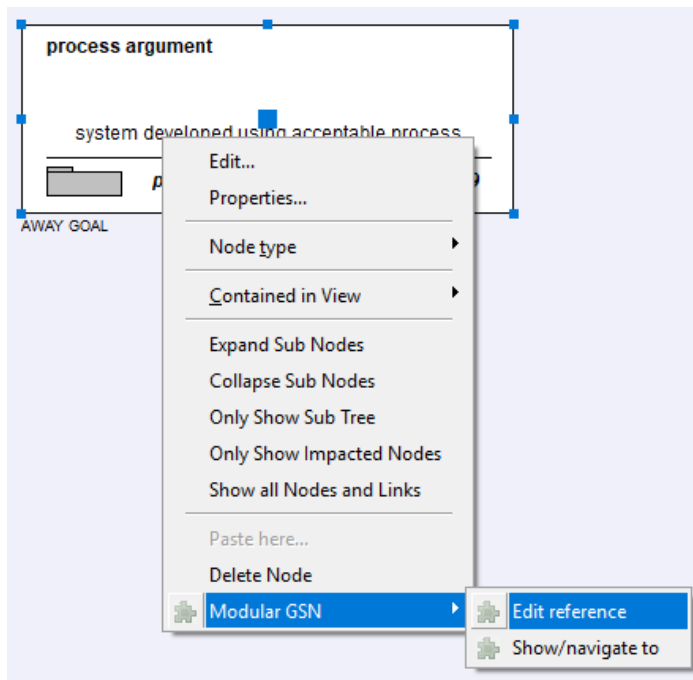 process argument
system developed using acceptable process
AWAY GOAL
Edit...
Properties...
Node type
Contained in View
Expand Sub Nodes
Collapse Sub Nodes
Only Show Sub Tree
Only Show Impacted Nodes
Show all Nodes and Links
Paste here...
Delete Node
Modular GSN
Edit reference
Show/navigate to